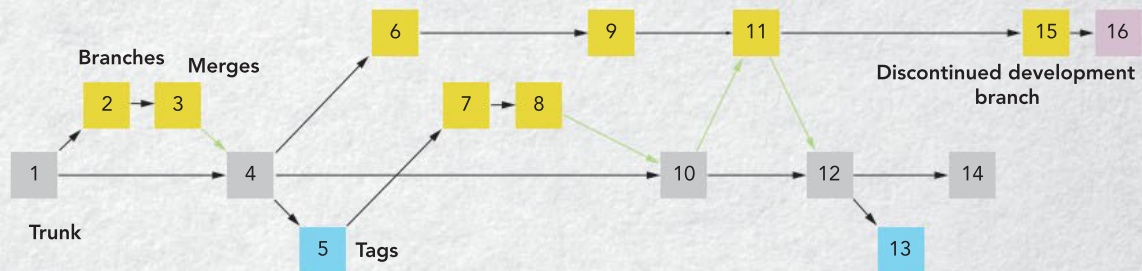 6
9
11
15
16
Branches
Merges
Discontinued development
branch
2
3
7
8
1
4
10
12
14
Trunk
5
Tags
13